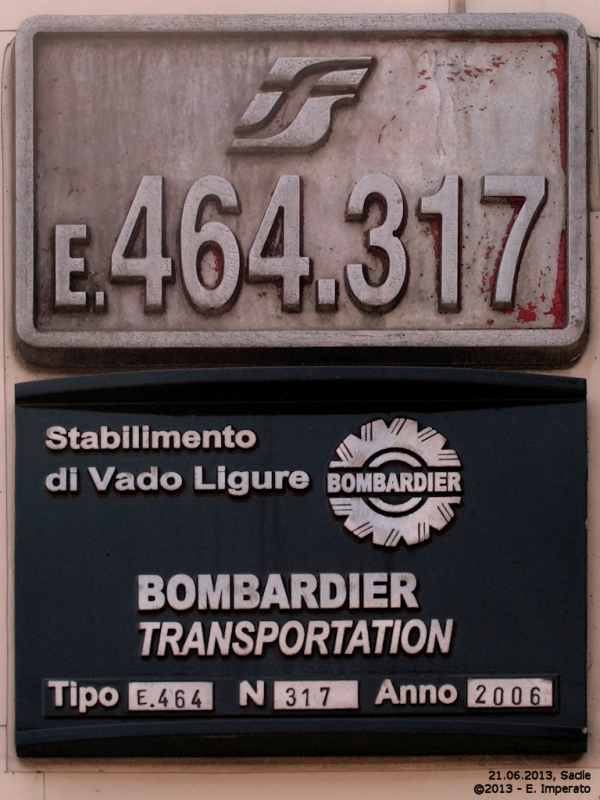 E.464.317
Stabilimento
di Vado Ligure
BOMBARDIER
BOMBARDIER
TRANSPORTATION
Tipo E.464 N 317 Anno 2006
21.06.2013, Sacile
©2013 - E. Imperato